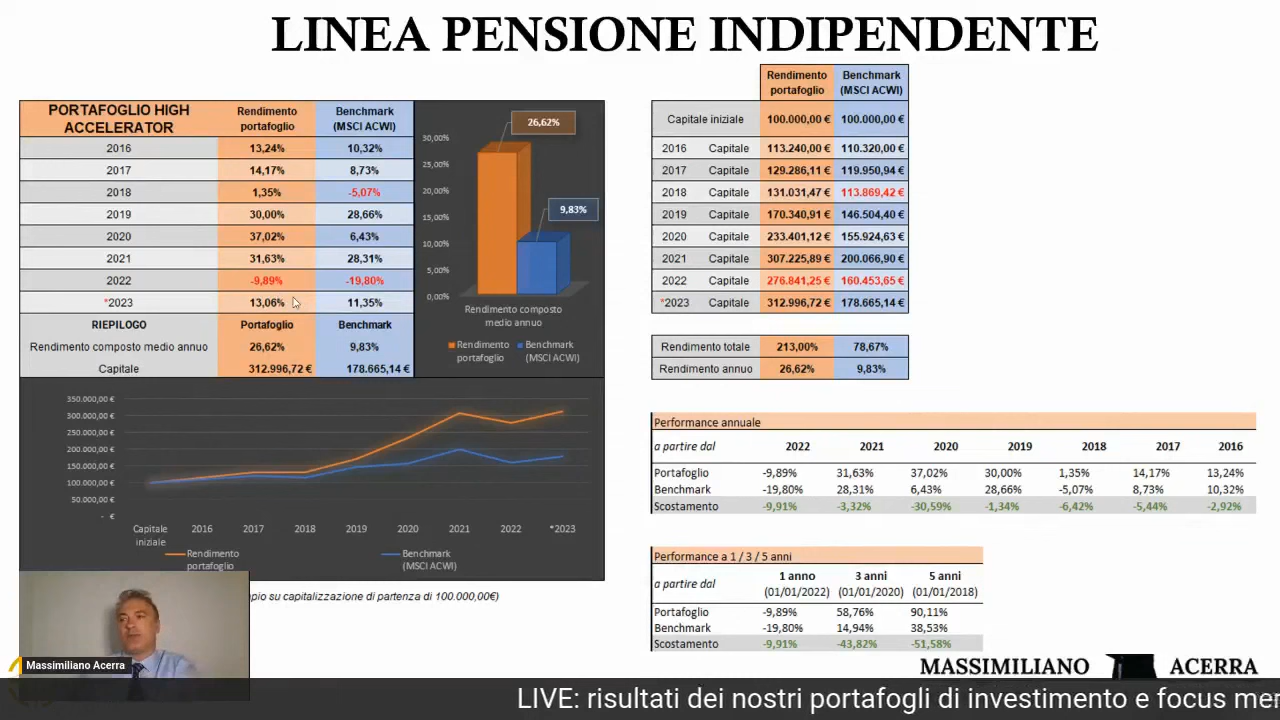 LINEA PENSIONE INDIPENDENTE
PORTAFOGLIO HIGH ACCELERATOR Rendimento portafoglio Benchmark (MSCI ACWI)
2016 13,24% 10,32%
2017 14,17% 8,73%
2018 1,35% -5,07%
2019 30,00% 28,66%
2020 37,02% 6,43%
2021 31,63% 28,31%
2022 -9,89% -19,80%
*2023 13,06% 11,35%
RIEPILOGO Portafoglio Benchmark
Rendimento composto medio annuo 26,62% 9,83%
Capitale 312.996,72 € 178.665,14 €
26,62%
9,83%
30,00%
25,00%
20,00%
15,00%
10,00%
5,00%
0,00%
Rendimento composto
medio annuo
Rendimento portafoglio Benchmark (MSCI ACWI)
350.000,00 €
300.000,00 €
250.000,00 €
200.000,00 €
150.000,00 €
100.000,00 €
50.000,00 €
- €
Capitale iniziale 2016 2017 2018 2019 2020 2021 2022 *2023
Rendimento portafoglio Benchmark (MSCI ACWI)
su capitalizzazione di partenza di 100.000,00€)
Rendimento portafoglio Benchmark (MSCI ACWI)
Capitale iniziale 100.000,00 € 100.000,00 €
2016 Capitale 113.240,00 € 110.320,00 €
2017 Capitale 129.286,11 € 119.950,94 €
2018 Capitale 131.031,47 € 113.869,42 €
2019 Capitale 170.340,91 € 146.504,40 €
2020 Capitale 233.401,12 € 155.924,63 €
2021 Capitale 307.225,89 € 200.066,90 €
2022 Capitale 276.841,25 € 160.453,65 €
*2023 Capitale 312.996,72 € 178.665,14 €
Rendimento totale 213,00% 78,67%
Rendimento annuo 26,62% 9,83%
Performance annuale
a partire dal 2022 2021 2020 2019 2018 2017 2016
Portafoglio -9,89% 31,63% 37,02% 30,00% 1,35% 14,17% 13,24%
Benchmark -19,80% 28,31% 6,43% 28,66% -5,07% 8,73% 10,32%
Scostamento -9,91% -3,32% -30,59% -1,34% -6,42% -5,44% -2,92%
Performance a 1 / 3 / 5 anni
a partire dal 1 anno (01/01/2022) 3 anni (01/01/2020) 5 anni (01/01/2018)
Portafoglio -9,89% 58,76% 90,11%
Benchmark -19,80% 14,94% 38,53%
Scostamento -9,91% -43,82% -51,58%
Massimiliano Acerra
MASSIMILIANO ACERRA
LIVE: risultati dei nostri portafogli di investimento e focus